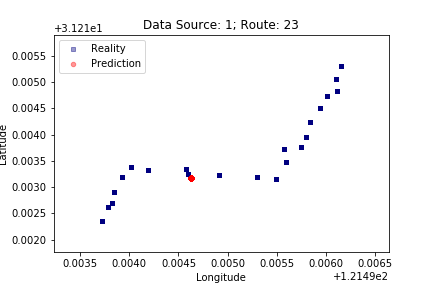 Data Source: 1; Route: 23
+3.121e1
Reality
Prediction
0.0055
0.0050
0.0045
0.0040
0.0035
0.0030
0.0025
0.0020
Latitude
0.0035 0.0040 0.0045 0.0050 0.0055 0.0060 0.0065
Longitude
+1.2149e2